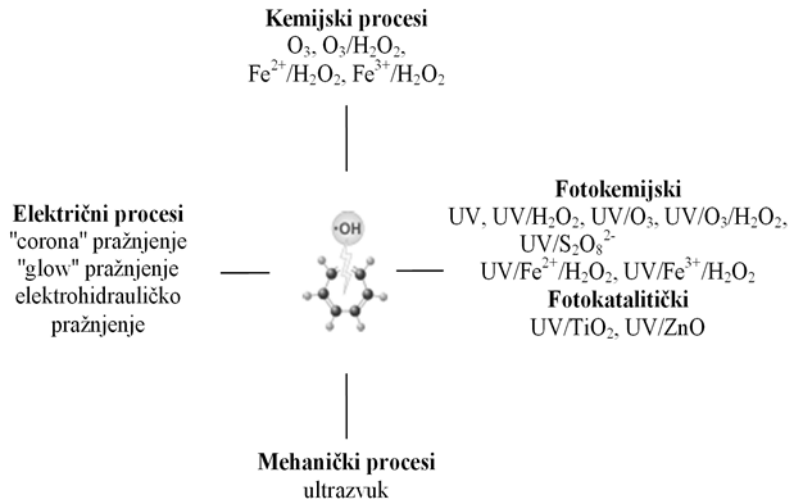 Kemijski procesi
O₃, O₃/H₂O₂,
Fe²⁺/H₂O₂, Fe³⁺/H₂O₂
Električni procesi
"corona" pražnjenje
"glow" pražnjenje
elektrohidrauličko
pražnjenje
·OH
Fotokemijski
UV, UV/H₂O₂, UV/O₃, UV/O₃/H₂O₂,
UV/S₂O₈²⁻
UV/Fe²⁺/H₂O₂, UV/Fe³⁺/H₂O₂
Fotokatalitički
UV/TiO₂, UV/ZnO
Mehanički procesi
ultrazvuk